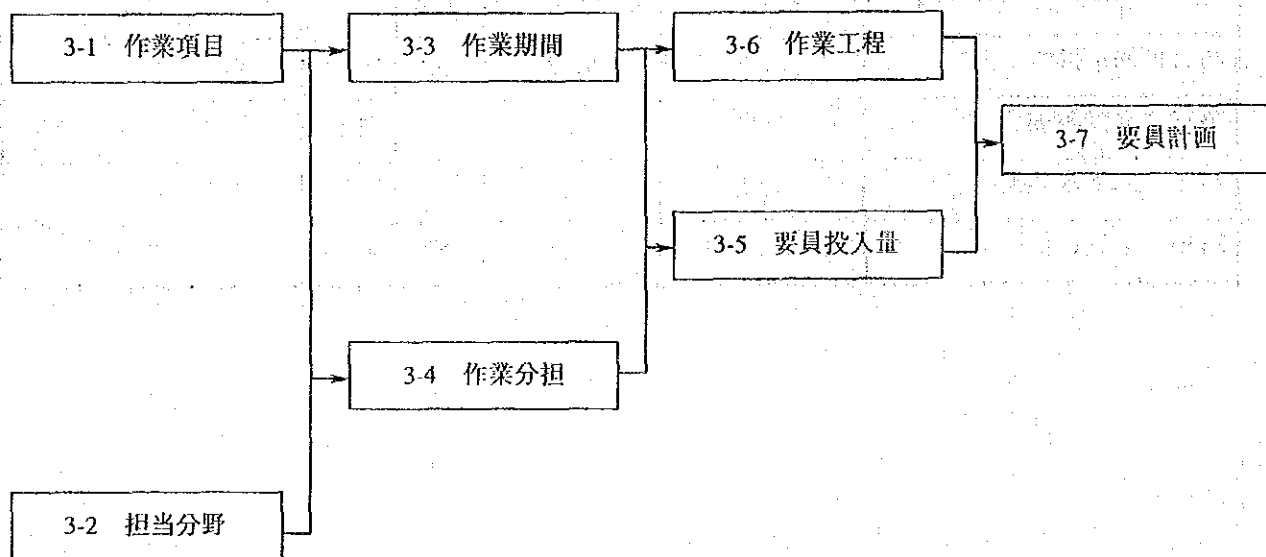 3-1 作業項目
3-3 作業期間
3-6 作業工程
3-7 要員計画
3-5 要員投入量
3-4 作業分担
3-2 担当分野